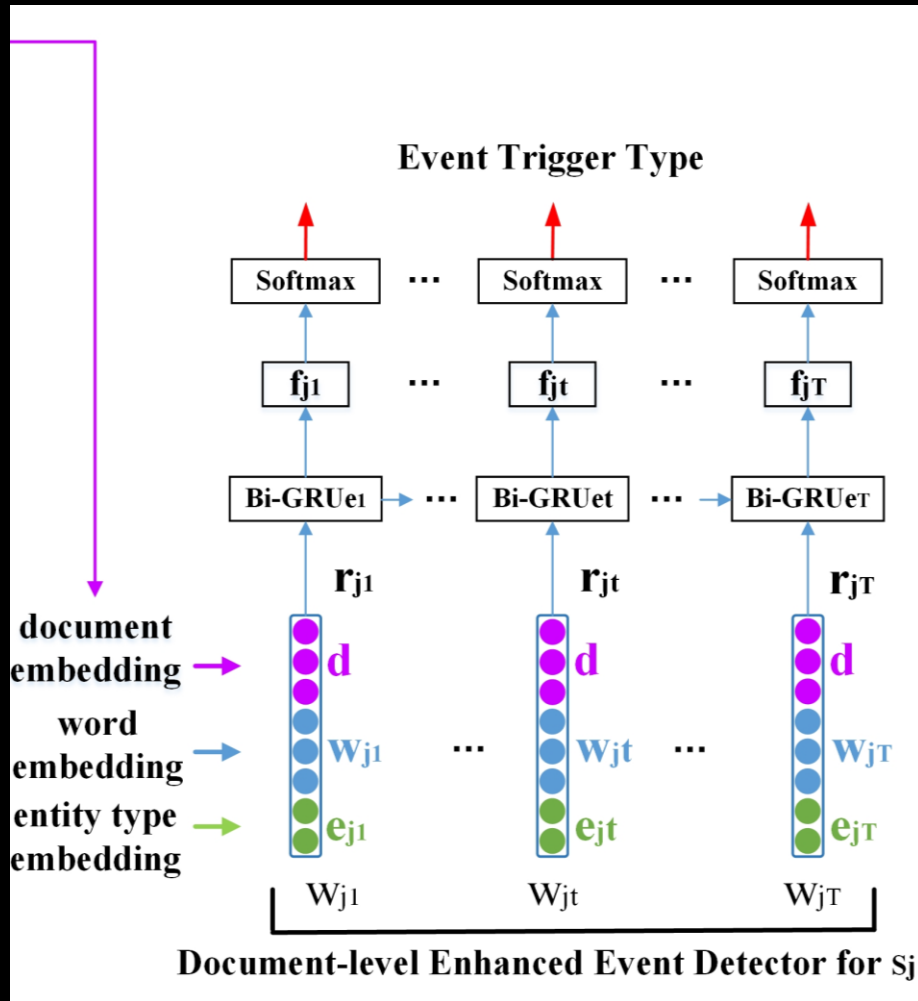 Event Trigger Type
Softmax ... Softmax ... Softmax
fj1 ... fjt ... fjT
Bi-GRUe1 ... Bi-GRUet ... Bi-GRUeT
rj1 rjt rjT
document
embedding
d d d
word
embedding
wj1 ... wjt ... wjT
entity type
embedding
ej1 ejt ejT
wj1 wjt wjT
Document-level Enhanced Event Detector for sj